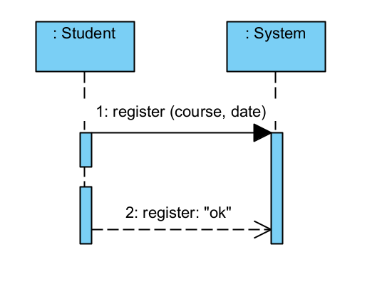 : Student
: System
1: register (course, date)
2: register: "ok"